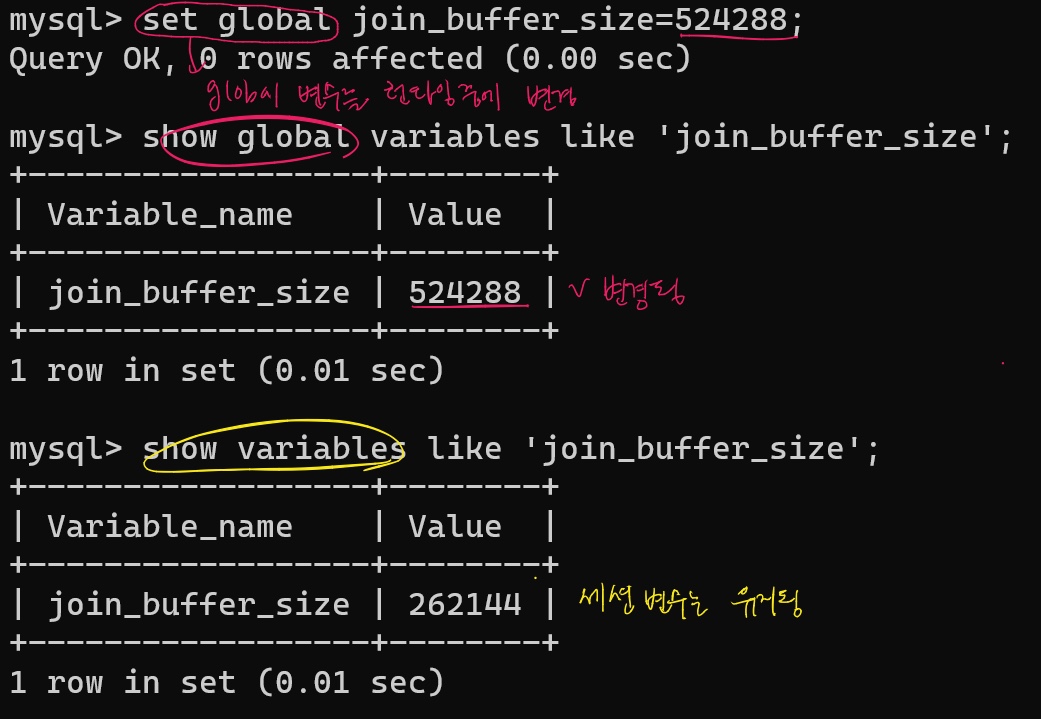 mysql> set global join_buffer_size=524288;
Query OK, 0 rows affected (0.00 sec)
글로벌 변수는 런타임중에 변경
mysql> show global variables like 'join_buffer_size';
+------------------+--------+
| Variable_name    | Value  |
+------------------+--------+
| join_buffer_size | 524288 | √ 변경됨
+------------------+--------+
1 row in set (0.01 sec)
mysql> show variables like 'join_buffer_size';
+------------------+--------+
| Variable_name    | Value  |
+------------------+--------+
| join_buffer_size | 262144 | 세션 변수는 유지됨
+------------------+--------+
1 row in set (0.01 sec)